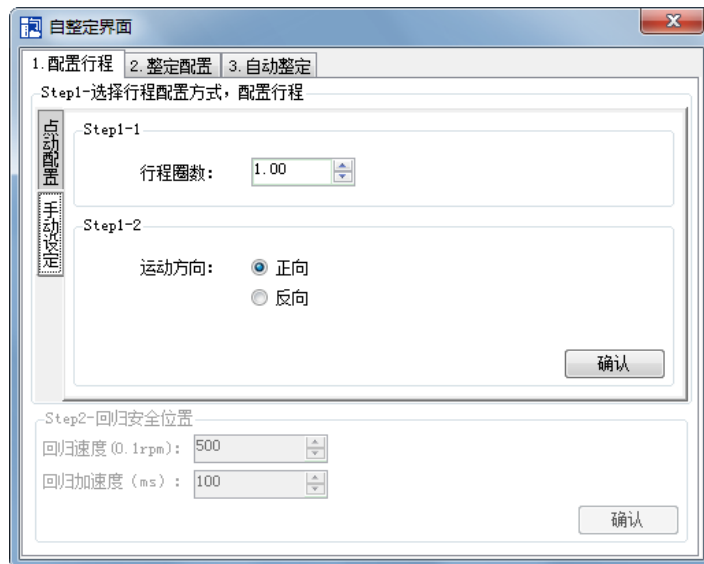 自整定界面
1.配置行程
2.整定配置
3.自动整定
Step1-选择行程配置方式，配置行程
点动配置
手动设定
Step1-1
行程圈数： 1.00
Step1-2
运动方向： 正向
反向
确认
Step2-回归安全位置
回归速度(0.1rpm): 500
回归加速度（ms）: 100
确认